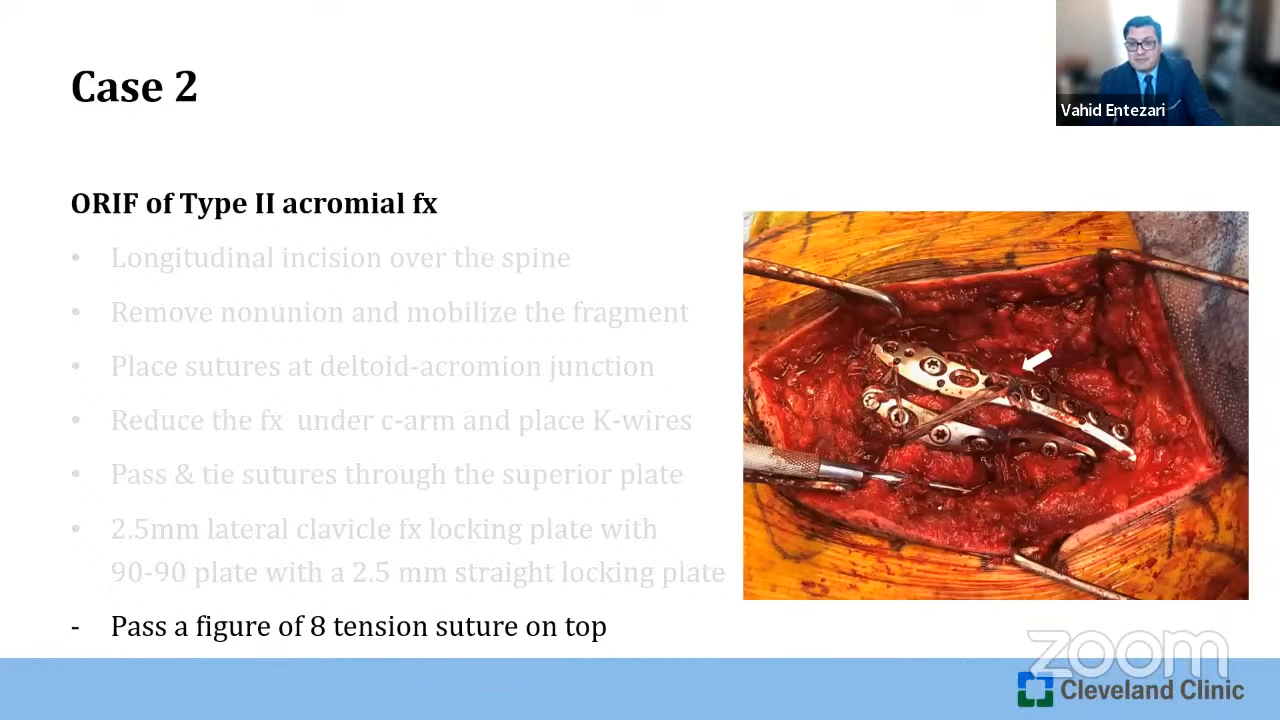 Case 2
Vahid Entezari
ORIF of Type II acromial fx
• Longitudinal incision over the spine
• Remove nonunion and mobilize the fragment
• Place sutures at deltoid-acromion junction
• Reduce the fx under c-arm and place K-wires
• Pass & tie sutures through the superior plate
• 2.5mm lateral clavicle fx locking plate with
90-90 plate with a 2.5 mm straight locking plate
- Pass a figure of 8 tension suture on top
zoom
Cleveland Clinic